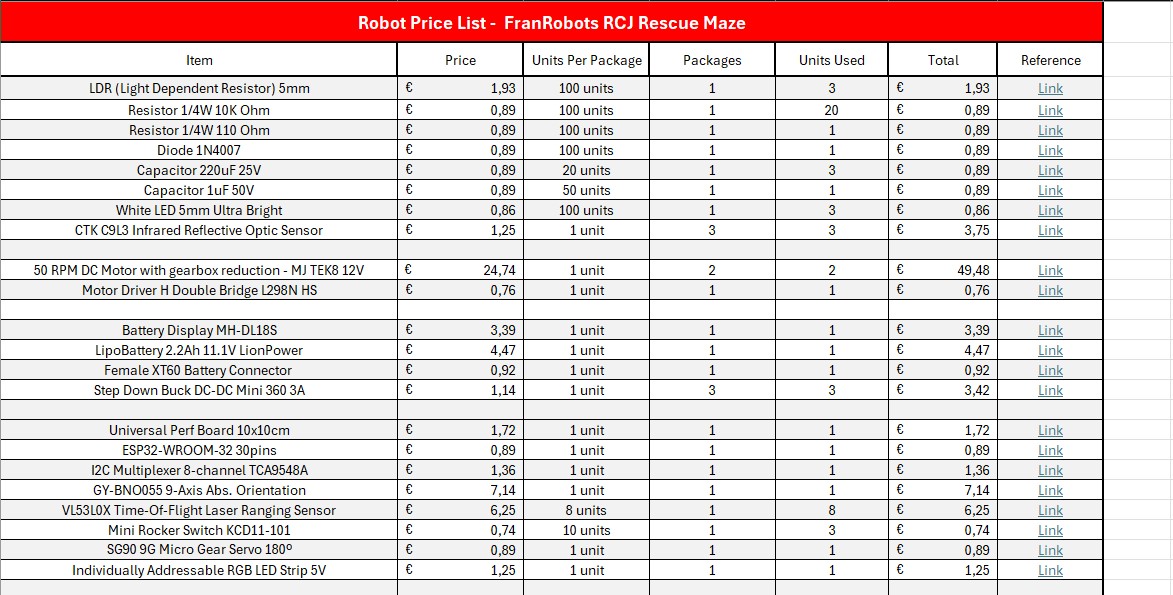 Robot Price List - FranRobots RCJ Rescue Maze
Item Price Units Per Package Packages Units Used Total Reference
LDR (Light Dependent Resistor) 5mm € 1,93 100 units 1 3 € 1,93 Link
Resistor 1/4W 10K Ohm € 0,89 100 units 1 20 € 0,89 Link
Resistor 1/4W 110 Ohm € 0,89 100 units 1 1 € 0,89 Link
Diode 1N4007 € 0,89 100 units 1 1 € 0,89 Link
Capacitor 220uF 25V € 0,89 20 units 1 3 € 0,89 Link
Capacitor 1uF 50V € 0,89 50 units 1 1 € 0,89 Link
White LED 5mm Ultra Bright € 0,86 100 units 1 3 € 0,86 Link
CTK C9L3 Infrared Reflective Optic Sensor € 1,25 1 unit 3 3 € 3,75 Link
50 RPM DC Motor with gearbox reduction - MJ TEK8 12V € 24,74 1 unit 2 2 € 49,48 Link
Motor Driver H Double Bridge L298N HS € 0,76 1 unit 1 1 € 0,76 Link
Battery Display MH-DL18S € 3,39 1 unit 1 1 € 3,39 Link
LipoBattery 2.2Ah 11.1V LionPower € 4,47 1 unit 1 1 € 4,47 Link
Female XT60 Battery Connector € 0,92 1 unit 1 1 € 0,92 Link
Step Down Buck DC-DC Mini 360 3A € 1,14 1 unit 3 3 € 3,42 Link
Universal Perf Board 10x10cm € 1,72 1 unit 1 1 € 1,72 Link
ESP32-WROOM-32 30pins € 0,89 1 unit 1 1 € 0,89 Link
I2C Multiplexer 8-channel TCA9548A € 1,36 1 unit 1 1 € 1,36 Link
GY-BNO055 9-Axis Abs. Orientation € 7,14 1 unit 1 1 € 7,14 Link
VL53L0X Time-Of-Flight Laser Ranging Sensor € 6,25 8 units 1 8 € 6,25 Link
Mini Rocker Switch KCD11-101 € 0,74 10 units 1 3 € 0,74 Link
SG90 9G Micro Gear Servo 180º € 0,89 1 unit 1 1 € 0,89 Link
Individually Addressable RGB LED Strip 5V € 1,25 1 unit 1 1 € 1,25 Link